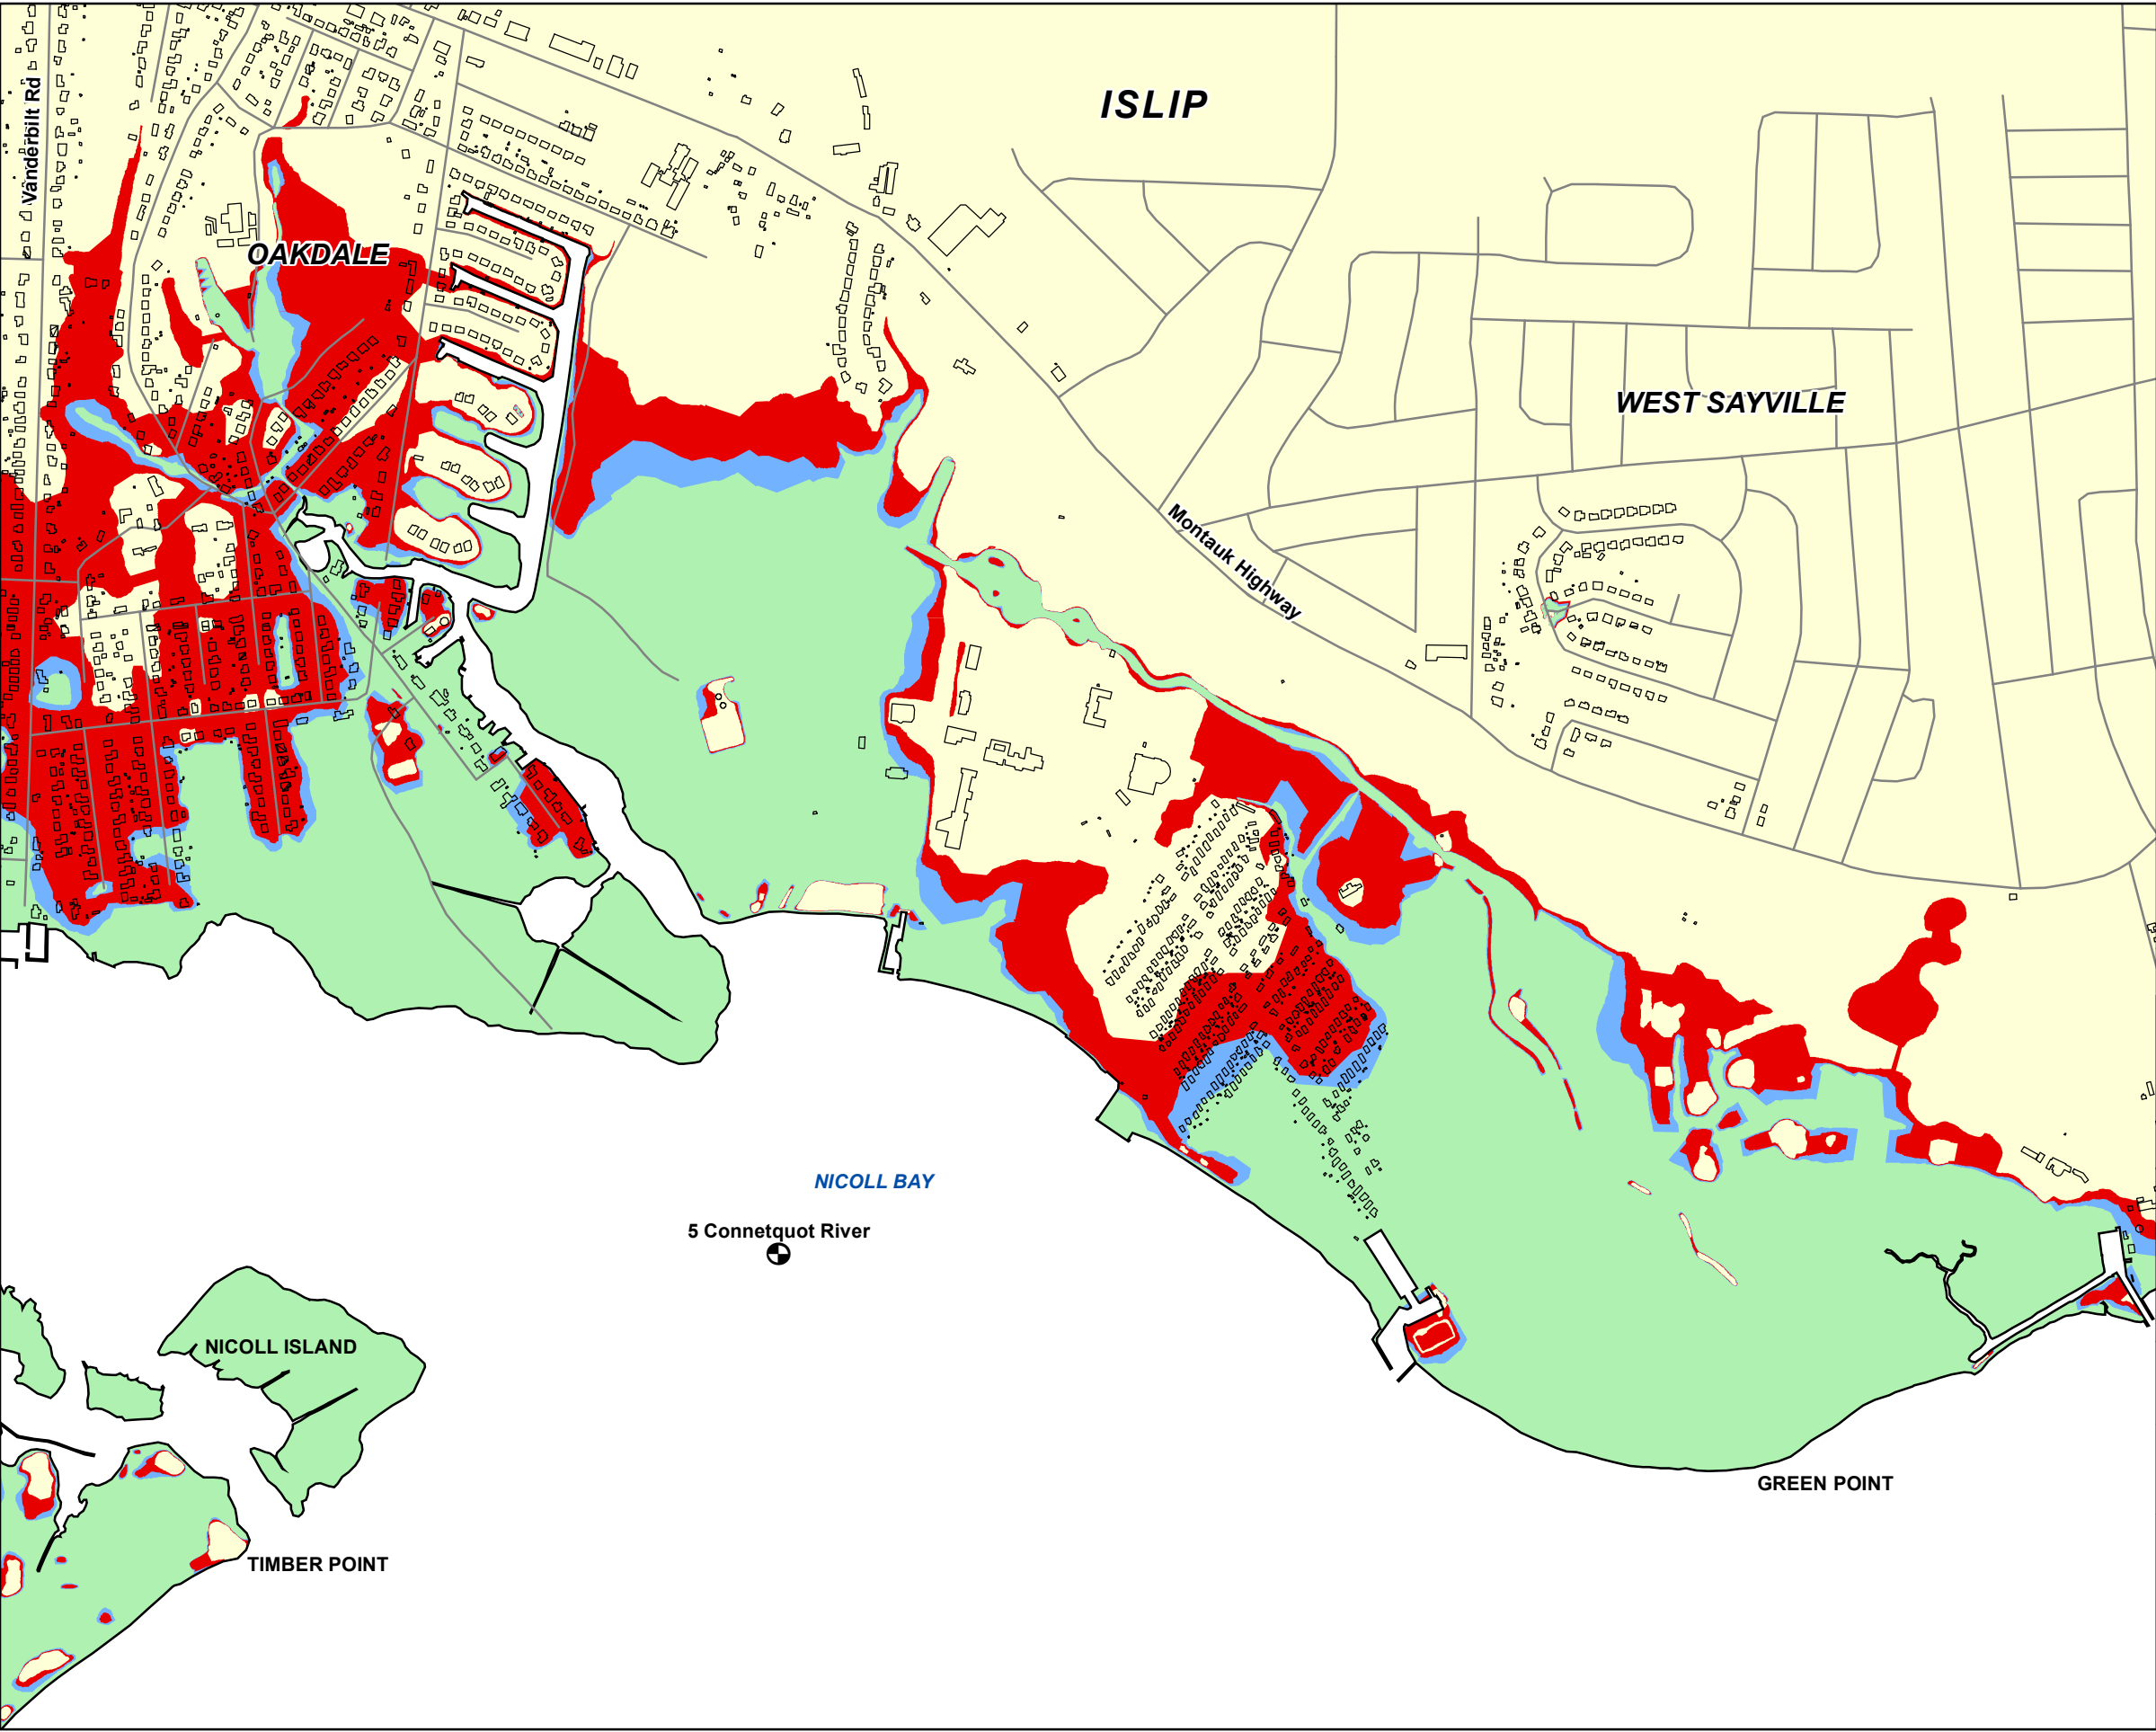 ISLIP
Vanderbilt Rd
OAKDALE
WEST SAYVILLE
Montauk Highway
NICOLL BAY
5 Connetquot River
NICOLL ISLAND
GREEN POINT
TIMBER POINT